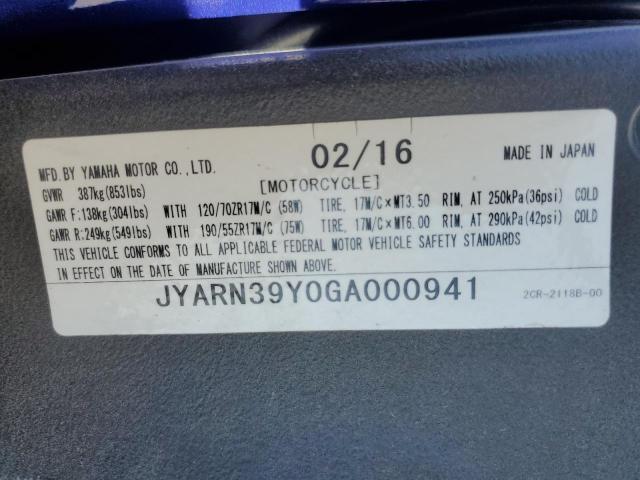 MFD.BY YAMAHA MOTOR CO.,LTD. 02/16 MADE IN JAPAN
GVWR 387kg(853lbs) [MOTORCYCLE]
GAWR F:138kg(304lbs) WITH 120/70ZR17M/C (58W) TIRE, 17M/C×MT3.50 RIM, AT 250kPa(36psi) COLD
GAWR R:249kg(549lbs) WITH 190/55ZR17M/C (75W) TIRE, 17M/C×MT6.00 RIM, AT 290kPa(42psi) COLD
THIS VEHICLE CONFORMS TO ALL APPLICABLE FEDERAL MOTOR VEHICLE SAFETY STANDARDS
IN EFFECT ON THE DATE OF MANUFACTURE SHOWN ABOVE.
JYARN39Y0GA000941 2CR-2118B-00